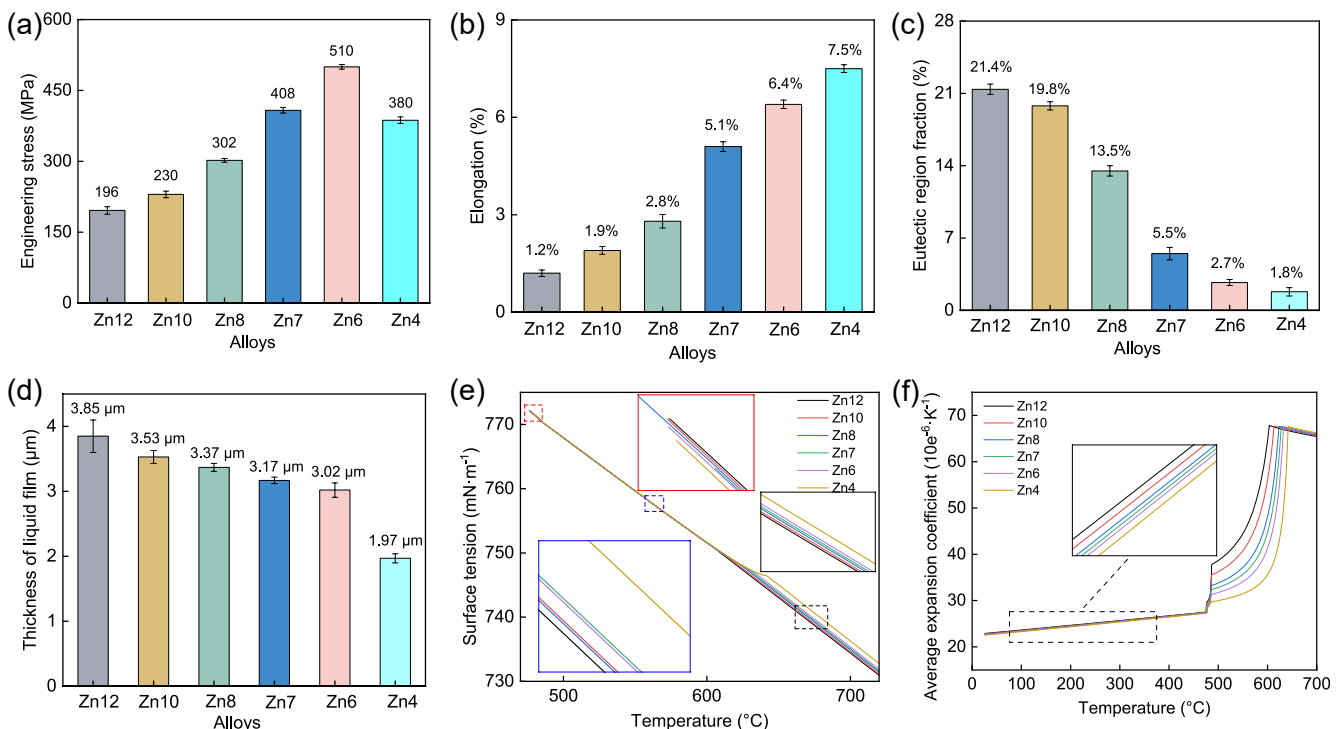 (a)
Engineering stress (MPa)
600
450
300
150
0
196
230
302
408
510
380
Zn12 Zn10 Zn8 Zn7 Zn6 Zn4
Alloys
(b)
Elongation (%)
9
6
3
0
1.2%
1.9%
2.8%
5.1%
6.4%
7.5%
Zn12 Zn10 Zn8 Zn7 Zn6 Zn4
Alloys
(c)
Eutectic region fraction (%)
28
21
14
7
0
21.4%
19.8%
13.5%
5.5%
2.7%
1.8%
Zn12 Zn10 Zn8 Zn7 Zn6 Zn4
Alloys
(d)
Thickness of liquid film (μm)
4
3
2
1
0
3.85 μm
3.53 μm
3.37 μm
3.17 μm
3.02 μm
1.97 μm
Zn12 Zn10 Zn8 Zn7 Zn6 Zn4
Alloys
(e)
Surface tension (mN·m⁻¹)
770
760
750
740
730
Zn12
Zn10
Zn8
Zn7
Zn6
Zn4
500 600 700
Temperature (°C)
(f)
Average expansion coefficient (10e⁻⁶·K⁻¹)
70
60
50
40
30
20
Zn12
Zn10
Zn8
Zn7
Zn6
Zn4
0 100 200 300 400 500 600 700
Temperature (°C)